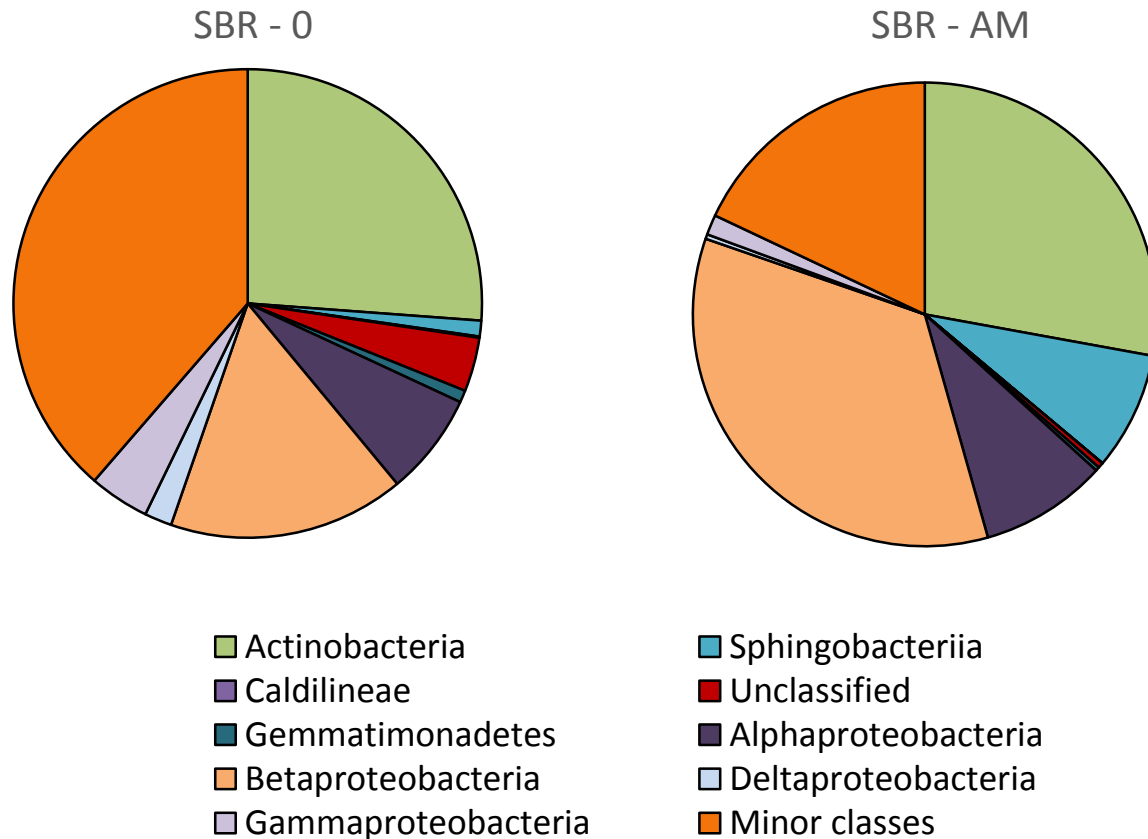 SBR - 0
SBR - AM
Actinobacteria
Sphingobacteriia
Caldilineae
Unclassified
Gemmatimonadetes
Alphaproteobacteria
Betaproteobacteria
Deltaproteobacteria
Gammaproteobacteria
Minor classes